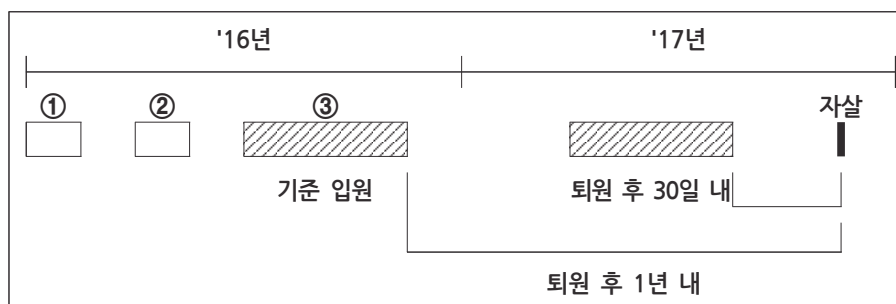 '16년 '17년
① ② ③ 자살
기준 입원 퇴원 후 30일 내
퇴원 후 1년 내